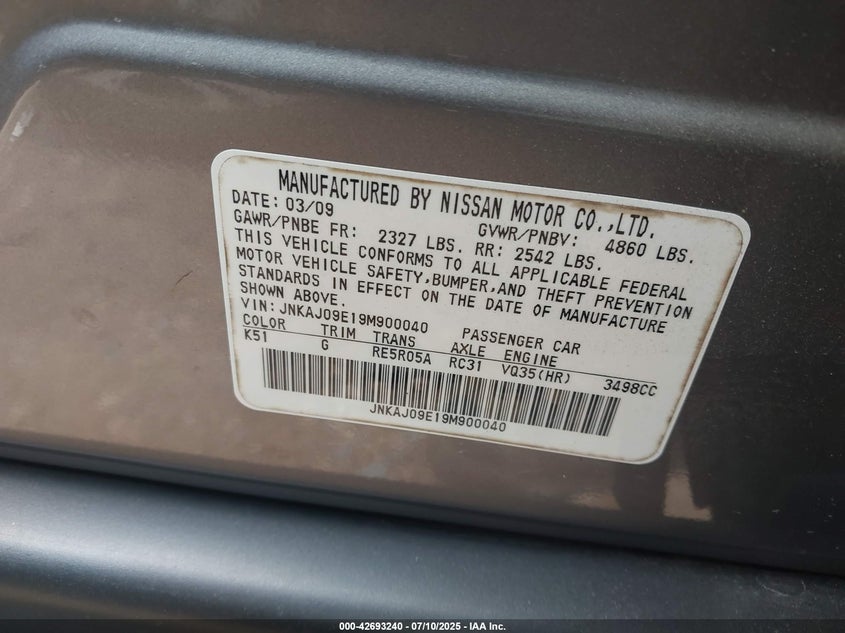 MANUFACTURED BY NISSAN MOTOR CO.,LTD.
DATE: 03/09 GVWR/PNBV: 4860 LBS.
GAWR/PNBE FR: 2327 LBS. RR: 2542 LBS.
THIS VEHICLE CONFORMS TO ALL APPLICABLE FEDERAL
MOTOR VEHICLE SAFETY,BUMPER,AND THEFT PREVENTION
STANDARDS IN EFFECT ON THE DATE OF MANUFACTURE
SHOWN ABOVE.
VIN: JNKAJ09E19M900040 PASSENGER CAR
COLOR TRIM TRANS AXLE ENGINE
K51 G RE5R05A RC31 VQ35(HR) 3498CC
JNKAJ09E19M900040
000-42693240 - 07/10/2025 - IAA Inc.